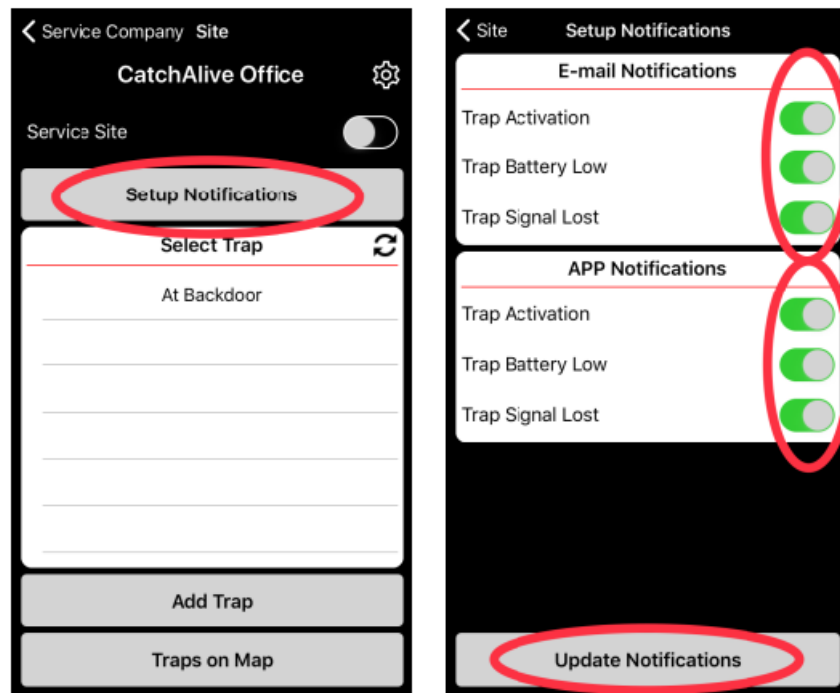 Service Company Site
CatchAlive Office
Service Site
Setup Notifications
Select Trap
At Backdoor
Add Trap
Traps on Map
Site Setup Notifications
E-mail Notifications
Trap Activation
Trap Battery Low
Trap Signal Lost
APP Notifications
Trap Activation
Trap Battery Low
Trap Signal Lost
Update Notifications